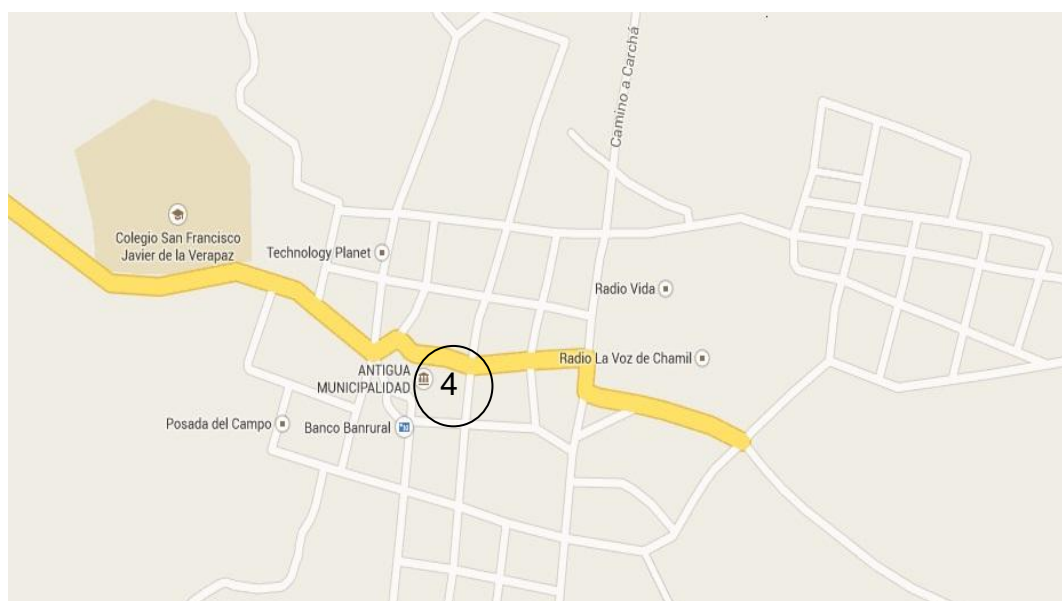 Camino a Carchá
Colegio San Francisco
Javier de la Verapaz
Technology Planet
Radio Vida
Radio La Voz de Chamil
ANTIGUA
MUNICIPALIDAD
4
Posada del Campo
Banco Banrural